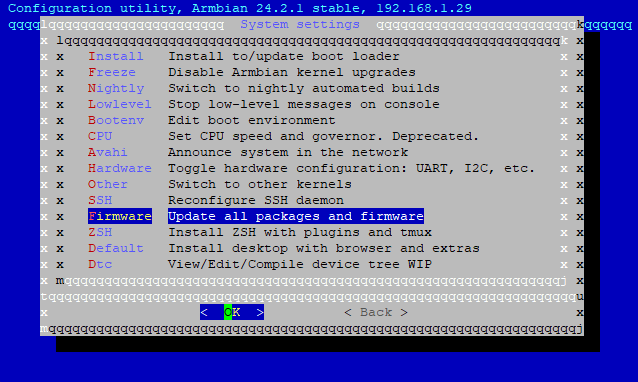 Configuration utility, Armbian 24.2.1 stable, 192.168.1.29
qqqqlqqqqqqqqqqqqqqqqqqqqqq  System settings  qqqqqqqqqqqqqqqqqqqqqqqqqkqqqqqq
x lqqqqqqqqqqqqqqqqqqqqqqqqqqqqqqqqqqqqqqqqqqqqqqqqqqqqqqqqqqqqqqk x
x x Install Install to/update boot loader x x
x x Freeze Disable Armbian kernel upgrades x x
x x Nightly Switch to nightly automated builds x x
x x Lowlevel Stop low-level messages on console x x
x x Bootenv Edit boot environment x x
x x CPU Set CPU speed and governor. Deprecated. x x
x x Avahi Announce system in the network x x
x x Hardware Toggle hardware configuration: UART, I2C, etc. x x
x x Other Switch to other kernels x x
x x SSH Reconfigure SSH daemon x x
x x Firmware Update all packages and firmware x x
x x ZSH Install ZSH with plugins and tmux x x
x x Default Install desktop with browser and extras x x
x x Dtc View/Edit/Compile device tree WIP x x
x mqqqqqqqqqqqqqqqqqqqqqqqqqqqqqqqqqqqqqqqqqqqqqqqqqqqqqqqqqqqqqqj x
tqqqqqqqqqqqqqqqqqqqqqqqqqqqqqqqqqqqqqqqqqqqqqqqqqqqqqqqqqqqqqqqqqqu
x < OK > < Back > x
mqqqqqqqqqqqqqqqqqqqqqqqqqqqqqqqqqqqqqqqqqqqqqqqqqqqqqqqqqqqqqqqqqqj